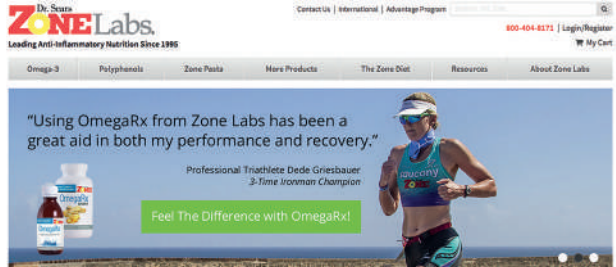 Dr. Sears
ZONE Labs.
Leading Anti-Inflammatory Nutrition Since 1995
Contact Us | International | Advantage Program
800-404-8171 | Login/Register
My Cart
Omega-3 Polyphenols Zone Pasta More Products The Zone Diet Resources About Zone Labs
“Using OmegaRx from Zone Labs has been a
great aid in both my performance and recovery.”
Professional Triathlete Dede Griesbauer
3-Time Ironman Champion
Feel The Difference with OmegaRx!
ZONE
OmegaRx
OmegaRx
saucony
ZONE